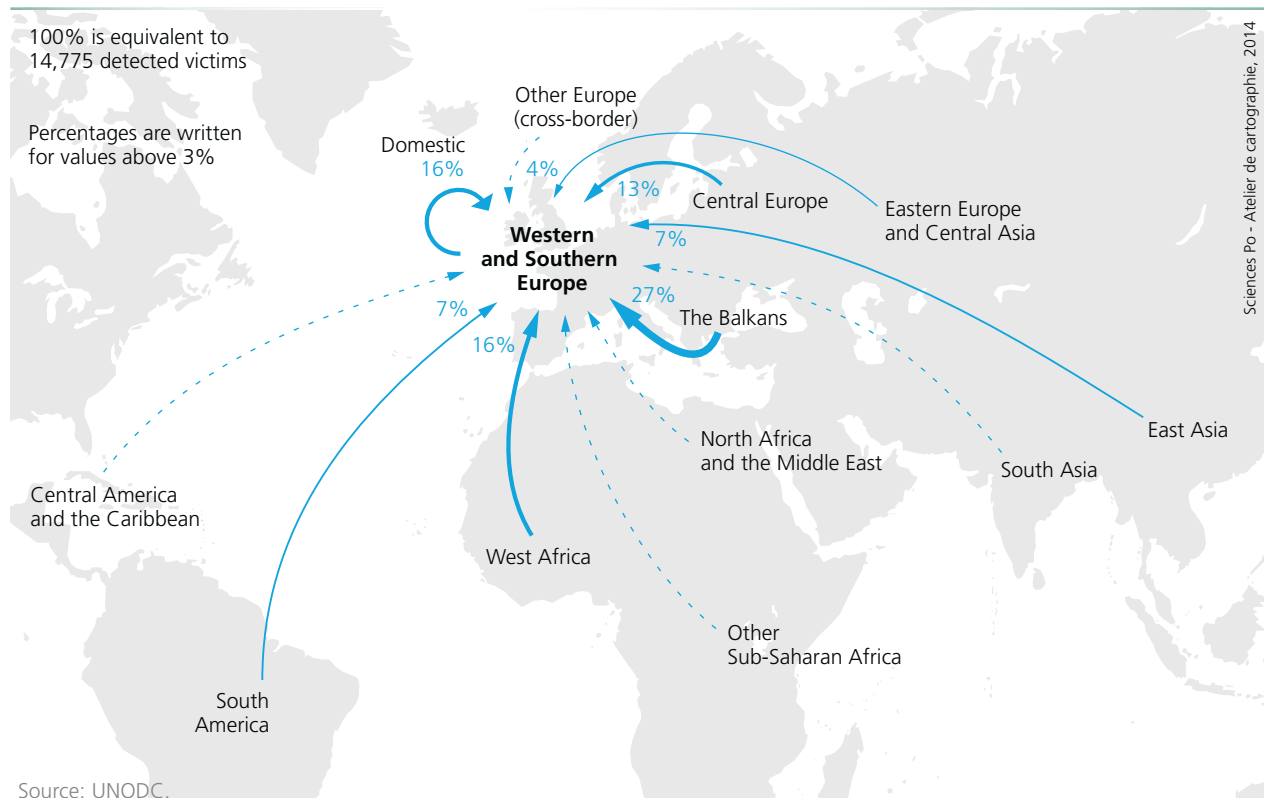 100% is equivalent to
14,775 detected victims
Percentages are written
for values above 3%
Sciences Po - Atelier de cartographie, 2014
Other Europe
(cross-border)
Domestic
16%
4%
13%
Central Europe
Eastern Europe
and Central Asia
Western
and Southern
Europe
7%
27%
The Balkans
7%
16%
East Asia
North Africa
and the Middle East
South Asia
Central America
and the Caribbean
West Africa
Other
Sub-Saharan Africa
South
America
Source: UNODC.